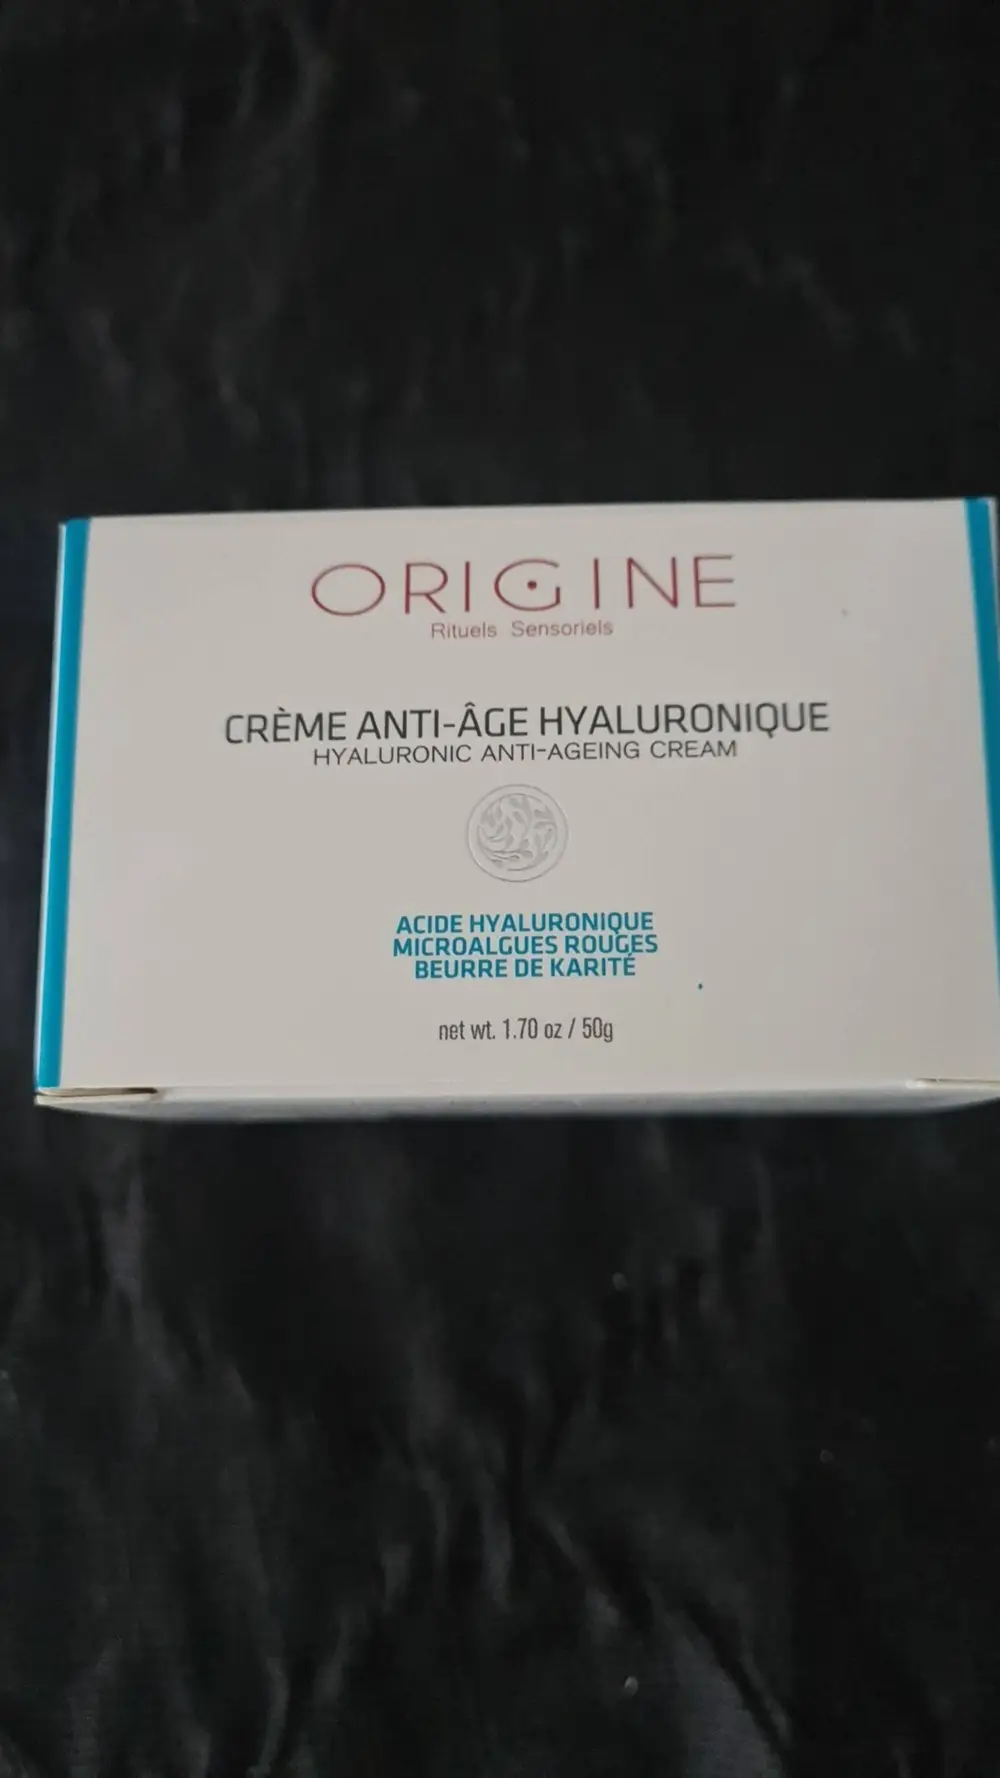 ORIGINE
Rituels Sensoriels
CRÈME ANTI-ÂGE HYALURONIQUE
HYALURONIC ANTI-AGEING CREAM
ACIDE HYALURONIQUE
MICROALGUES ROUGES
BEURRE DE KARITÉ
net wt. 1.70 oz / 50g